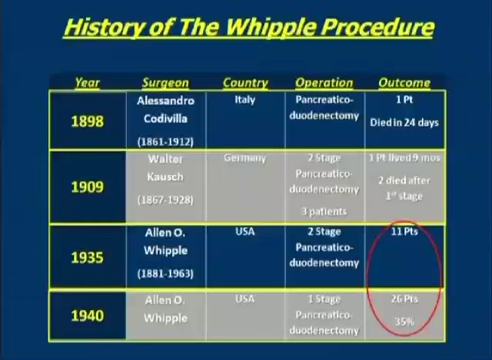 History of The Whipple Procedure
Year Surgeon Country Operation Outcome
1898
Alessandro
Codivilla
(1861-1912)
Italy
Pancreatico-
duodenectomy
1 Pt
Died in 24 days
1909
Walter
Kausch
(1867-1928)
Germany
2 Stage
Pancreatico-
duodenectomy
3 patients
1 Pt lived 9 mos
2 died after
1st stage
1935
Allen O.
Whipple
(1881-1963)
USA
2 Stage
Pancreatico-
duodenectomy
11 Pts
1940
Allen O.
Whipple
USA
1 Stage
Pancreatico-
duodenectomy
26 Pts
35%